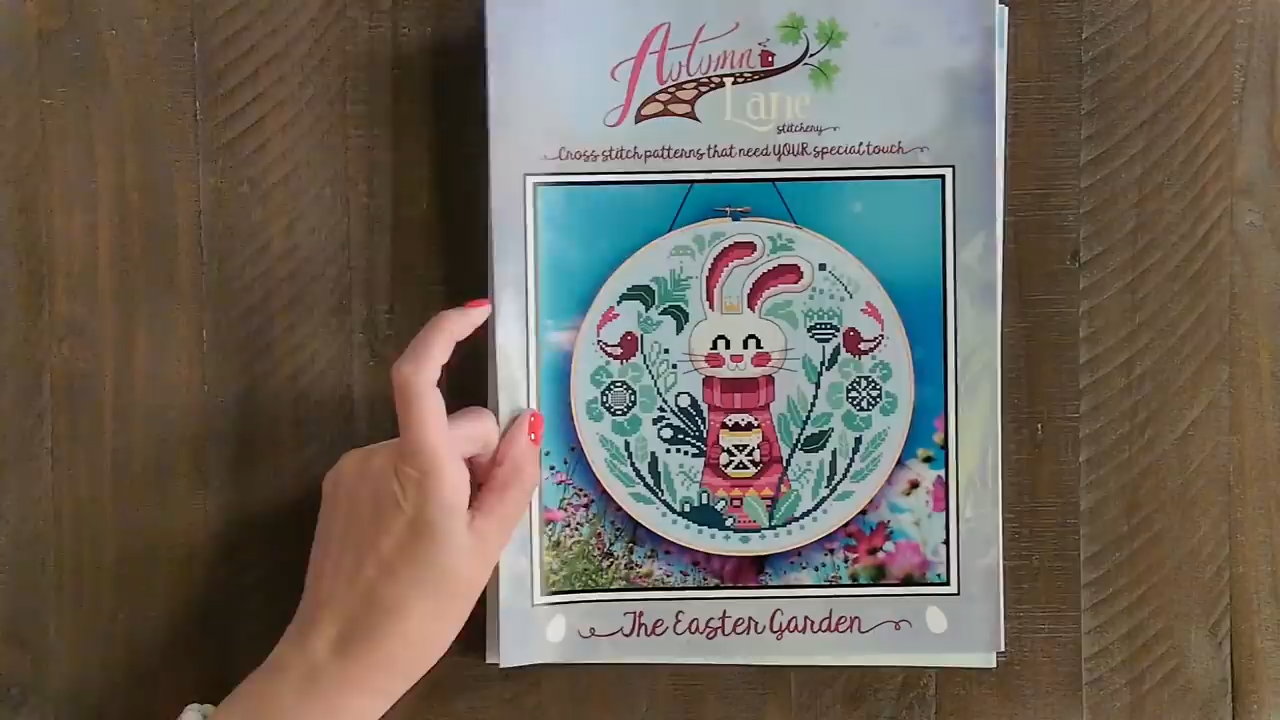 Autumn
Lane
stitchery
Cross stitch patterns that need YOUR special touch
The Easter Garden